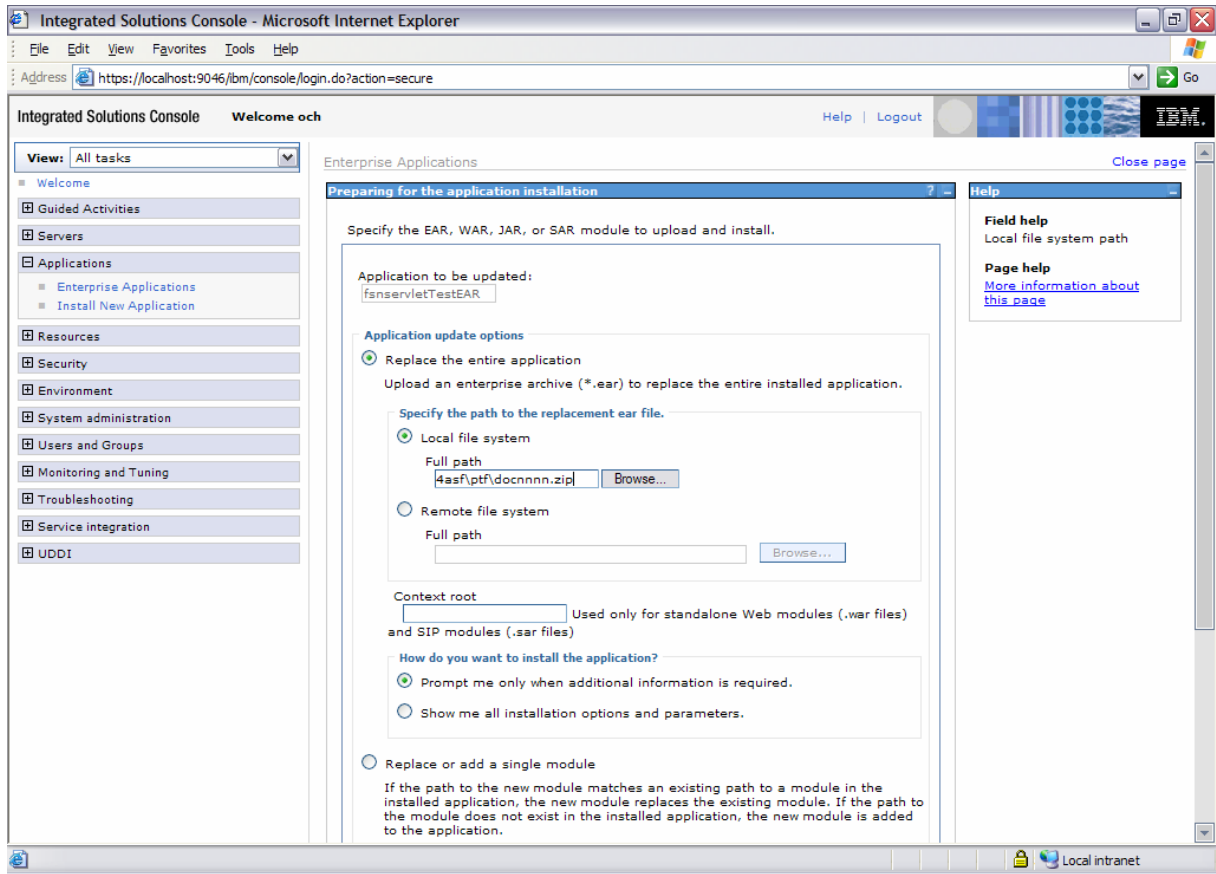 Integrated Solutions Console - Microsoft Internet Explorer
File Edit View Favorites Tools Help
Address https://localhost:9046/ibm/console/login.do?action=secure Go
Integrated Solutions Console Welcome och Help | Logout IBM.
View: All tasks
Welcome
Guided Activities
Servers
Applications
Enterprise Applications
Install New Application
Resources
Security
Environment
System administration
Users and Groups
Monitoring and Tuning
Troubleshooting
Service integration
UDDI
Enterprise Applications Close page
Preparing for the application installation ? -
Specify the EAR, WAR, JAR, or SAR module to upload and install.
Application to be updated:
fsnservletTestEAR
Application update options
Replace the entire application
Upload an enterprise archive (*.ear) to replace the entire installed application.
Specify the path to the replacement ear file.
Local file system
Full path
4asf\ptf\docnnnn.zip Browse...
Remote file system
Full path
Browse...
Context root
Used only for standalone Web modules (.war files)
and SIP modules (.sar files)
How do you want to install the application?
Prompt me only when additional information is required.
Show me all installation options and parameters.
Replace or add a single module
If the path to the new module matches an existing path to a module in the
installed application, the new module replaces the existing module. If the path to
the module does not exist in the installed application, the new module is added
to the application.
Help -
Field help
Local file system path
Page help
More information about
this page
Local intranet